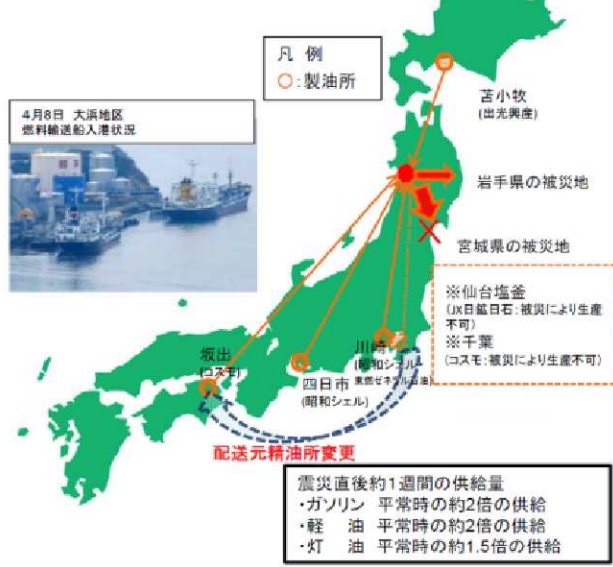 凡 例
○:製油所
苫小牧
(出光興産)
4月8日 大浜地区
燃料輸送船入港状況
岩手県の被災地
宮城県の被災地
※仙台塩釜
(JX日鉱日石:被災により生産
不可)
※千葉
(コスモ:被災により生産不可)
川崎
(昭和シェル
東燃ゼネラル石油)
坂出
(コスモ)
四日市
(昭和シェル)
配送元精油所変更
震災直後約1週間の供給量
・ガソリン 平常時の約2倍の供給
・軽 油 平常時の約2倍の供給
・灯 油 平常時の約1.5倍の供給